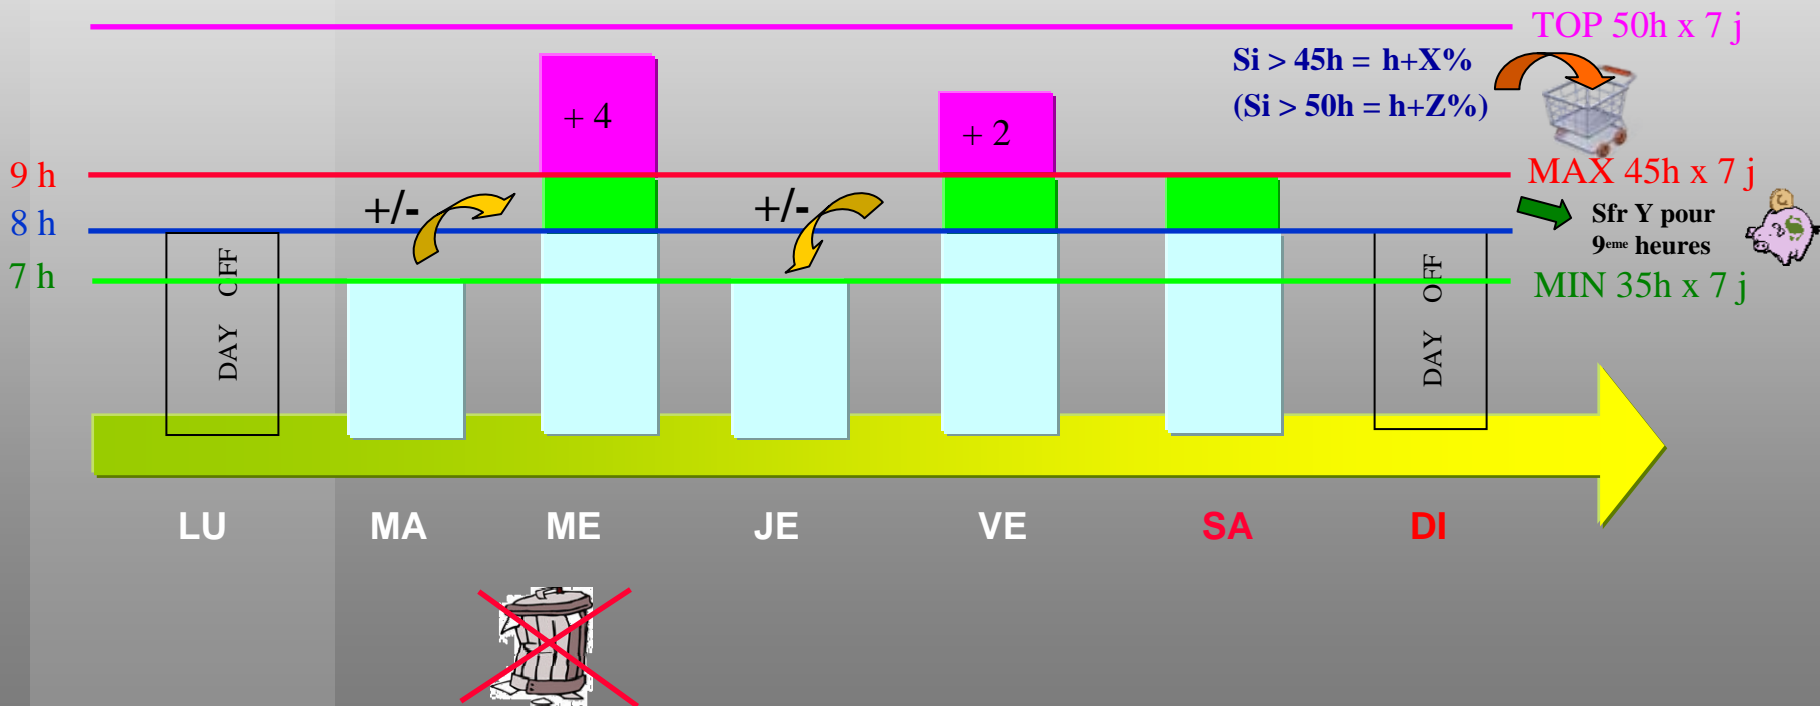 TOP 50h x 7 j
Si > 45h = h+X%
(Si > 50h = h+Z%)
+ 4
+ 2
9 h
MAX 45h x 7 j
+/-
+/-
8 h
Sfr Y pour
9eme heures
7 h
MIN 35h x 7 j
DAY OFF
DAY OFF
LU MA ME JE VE SA DI